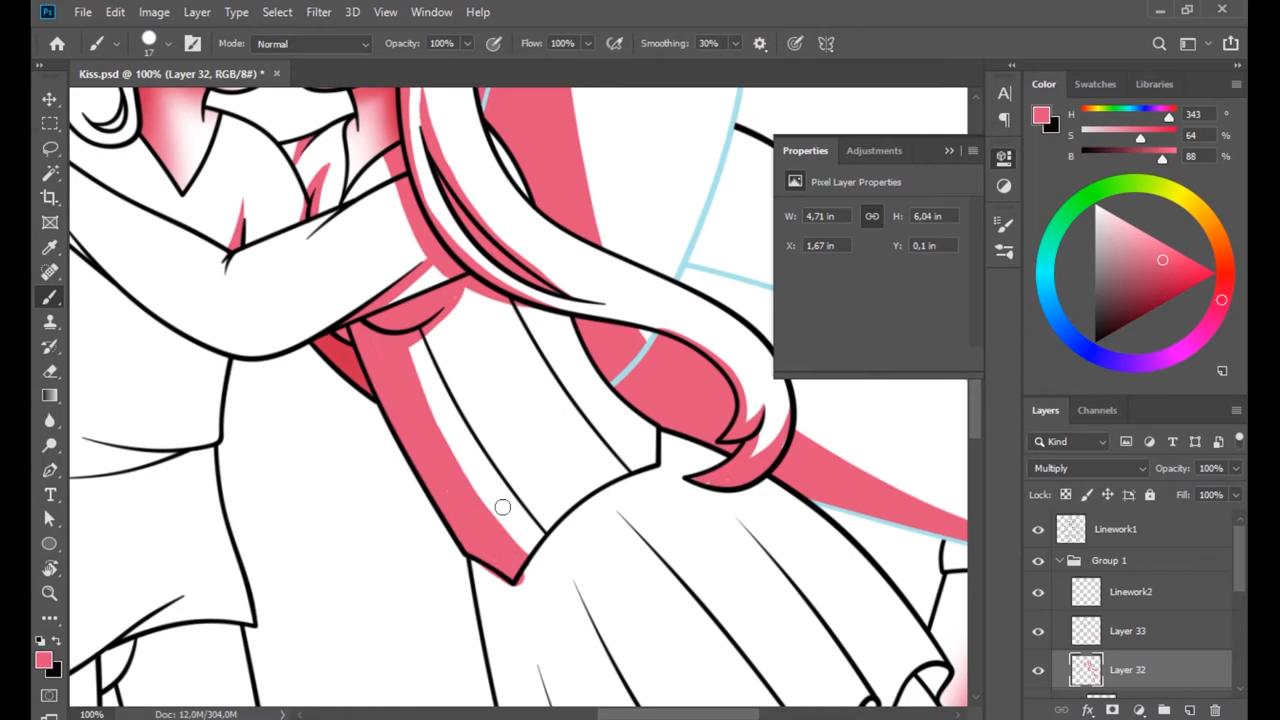 Ps File Edit Image Layer Type Select Filter 3D View Window Help
17 Mode: Normal Opacity: 100% Flow: 100% Smoothing: 30%
Kiss.psd @ 100% (Layer 32, RGB/8#) *
Color Swatches Libraries
H 343 °
S 64 %
B 88 %
Properties Adjustments
Pixel Layer Properties
W: 4,71 in H: 6,04 in
X: 1,67 in Y: 0,1 in
Layers Channels
Kind
Multiply Opacity: 100%
Lock: Fill: 100%
Linework1
Group 1
Linework2
Layer 33
Layer 32
100% Doc: 12,0M/304,0M